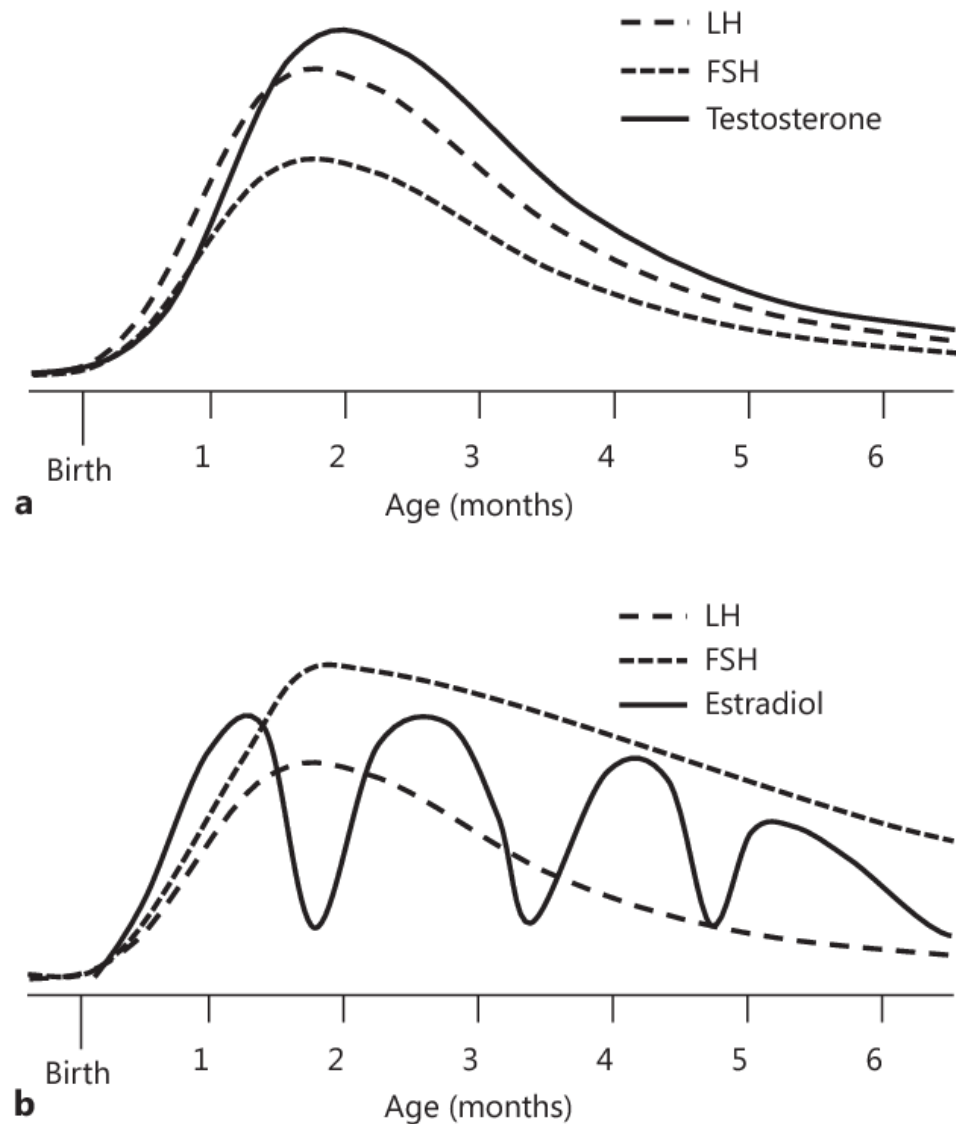 LH
FSH
Testosterone
Birth 1 2 3 4 5 6
a Age (months)
LH
FSH
Estradiol
Birth 1 2 3 4 5 6
b Age (months)